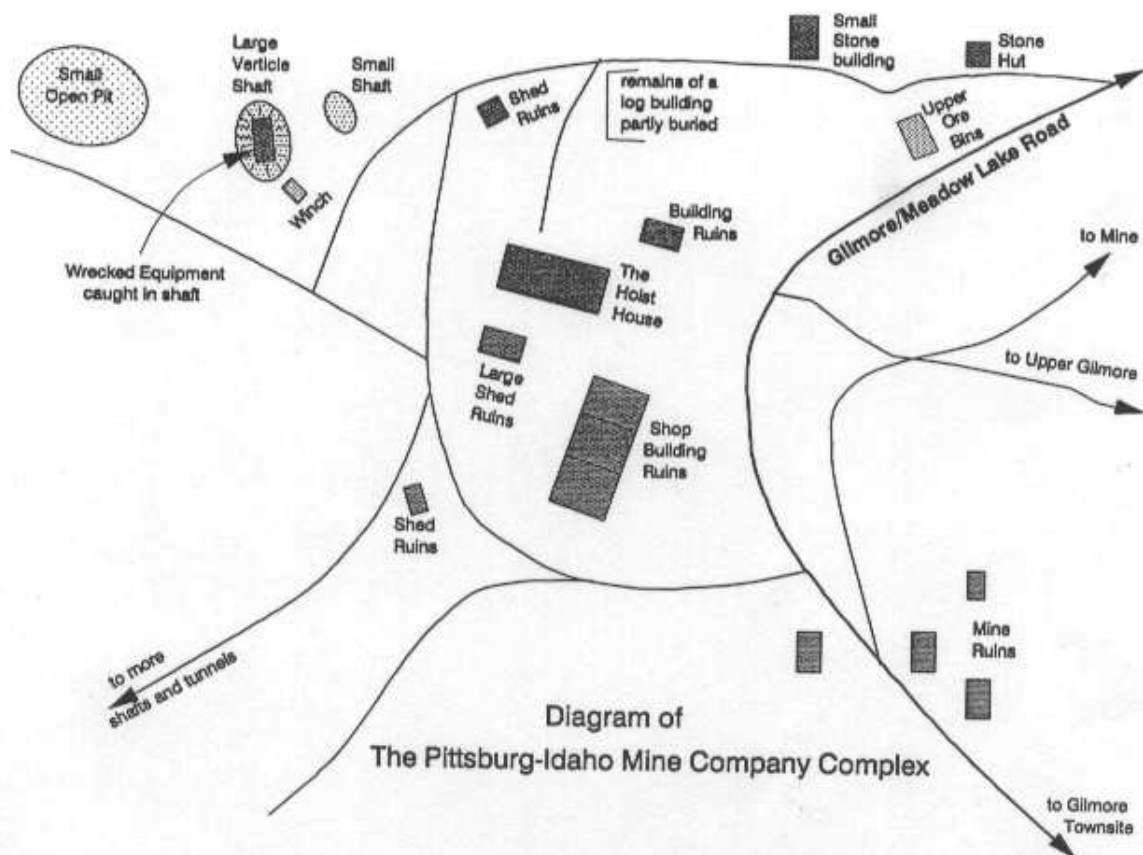 Small
Open Pit
Large
Verticle
Shaft
Small
Shaft
Shed
Ruins
remains of a
log building
partly buried
Small
Stone
building
Stone
Hut
Upper
Ore
Bins
Gilmore/Meadow Lake Road
Winch
Wrecked Equipment
caught in shaft
Building
Ruins
The
Hoist
House
to Mine
to Upper Gilmore
Large
Shed
Ruins
Shop
Building
Ruins
Shed
Ruins
Mine
Ruins
to more
shafts and tunnels
Diagram of
The Pittsburg-Idaho Mine Company Complex
to Gilmore
Townsite